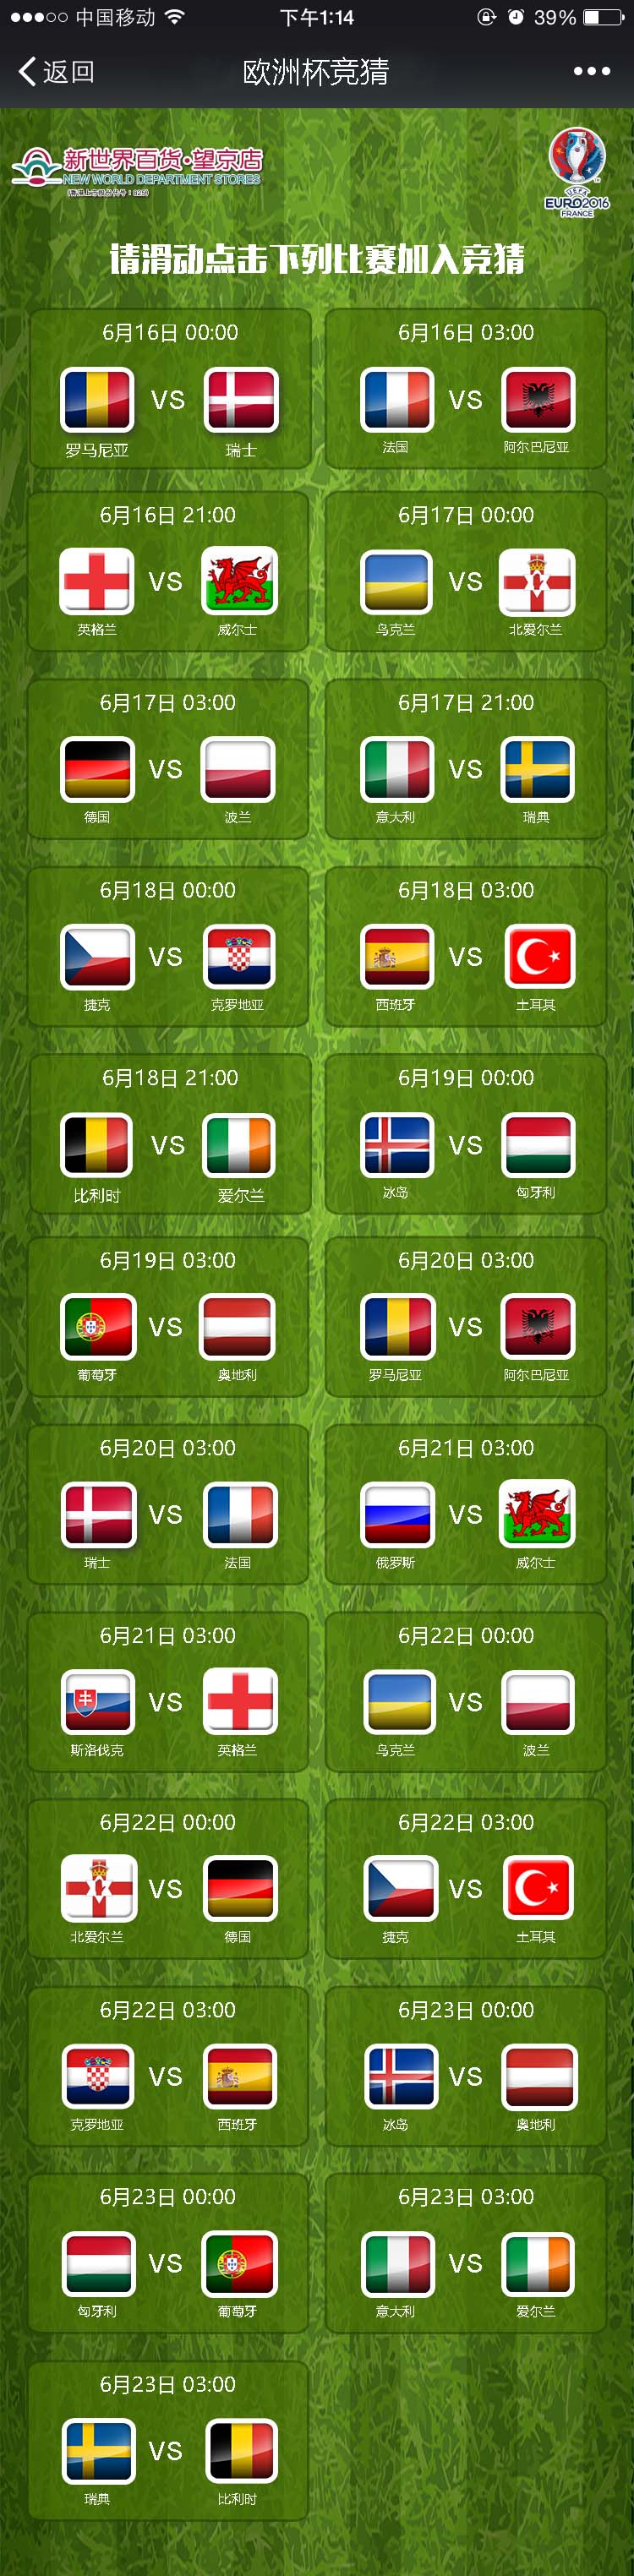 中国移动 下午1:14 39%
返回 欧洲杯竞猜
新世界百货·望京店
NEW WORLD DEPARTMENT STORES
(香港上市股份代号:825)
UEFA
EURO2016
FRANCE
请滑动点击下列比赛加入竞猜
6月16日 00:00
VS
罗马尼亚 瑞士
6月16日 03:00
VS
法国 阿尔巴尼亚
6月16日 21:00
VS
英格兰 威尔士
6月17日 00:00
VS
乌克兰 北爱尔兰
6月17日 03:00
VS
德国 波兰
6月17日 21:00
VS
意大利 瑞典
6月18日 00:00
VS
捷克 克罗地亚
6月18日 03:00
VS
西班牙 土耳其
6月18日 21:00
VS
比利时 爱尔兰
6月19日 00:00
VS
冰岛 匈牙利
6月19日 03:00
VS
葡萄牙 奥地利
6月20日 03:00
VS
罗马尼亚 阿尔巴尼亚
6月20日 03:00
VS
瑞士 法国
6月21日 03:00
VS
俄罗斯 威尔士
6月21日 03:00
VS
斯洛伐克 英格兰
6月22日 00:00
VS
乌克兰 波兰
6月22日 00:00
VS
北爱尔兰 德国
6月22日 03:00
VS
捷克 土耳其
6月22日 03:00
VS
克罗地亚 西班牙
6月23日 00:00
VS
冰岛 奥地利
6月23日 00:00
VS
匈牙利 葡萄牙
6月23日 03:00
VS
意大利 爱尔兰
6月23日 03:00
VS
瑞典 比利时